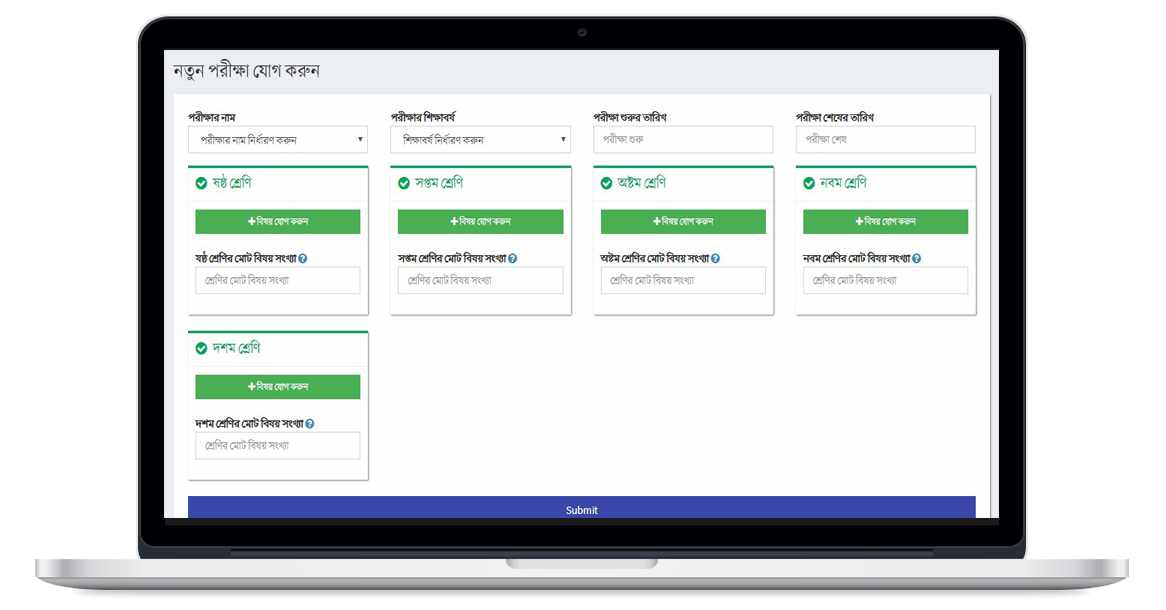 নতুন পরীক্ষা যোগ করুন
পরীক্ষার নাম
পরীক্ষার শিক্ষাবর্ষ
পরীক্ষা শুরুর তারিখ
পরীক্ষা শেষের তারিখ
পরীক্ষার নাম নির্ধারণ করুন
শিক্ষাবর্ষ নির্ধারণ করুন
পরীক্ষা শুরু
পরীক্ষা শেষ
ষষ্ঠ শ্রেণি
সপ্তম শ্রেণি
অষ্টম শ্রেণি
নবম শ্রেণি
+ বিষয় যোগ করুন
+ বিষয় যোগ করুন
+ বিষয় যোগ করুন
+ বিষয় যোগ করুন
ষষ্ঠ শ্রেণির মোট বিষয় সংখ্যা ?
সপ্তম শ্রেণির মোট বিষয় সংখ্যা ?
অষ্টম শ্রেণির মোট বিষয় সংখ্যা ?
নবম শ্রেণির মোট বিষয় সংখ্যা ?
শ্রেণির মোট বিষয় সংখ্যা
শ্রেণির মোট বিষয় সংখ্যা
শ্রেণির মোট বিষয় সংখ্যা
শ্রেণির মোট বিষয় সংখ্যা
দশম শ্রেণি
+ বিষয় যোগ করুন
দশম শ্রেণির মোট বিষয় সংখ্যা ?
শ্রেণির মোট বিষয় সংখ্যা
Submit